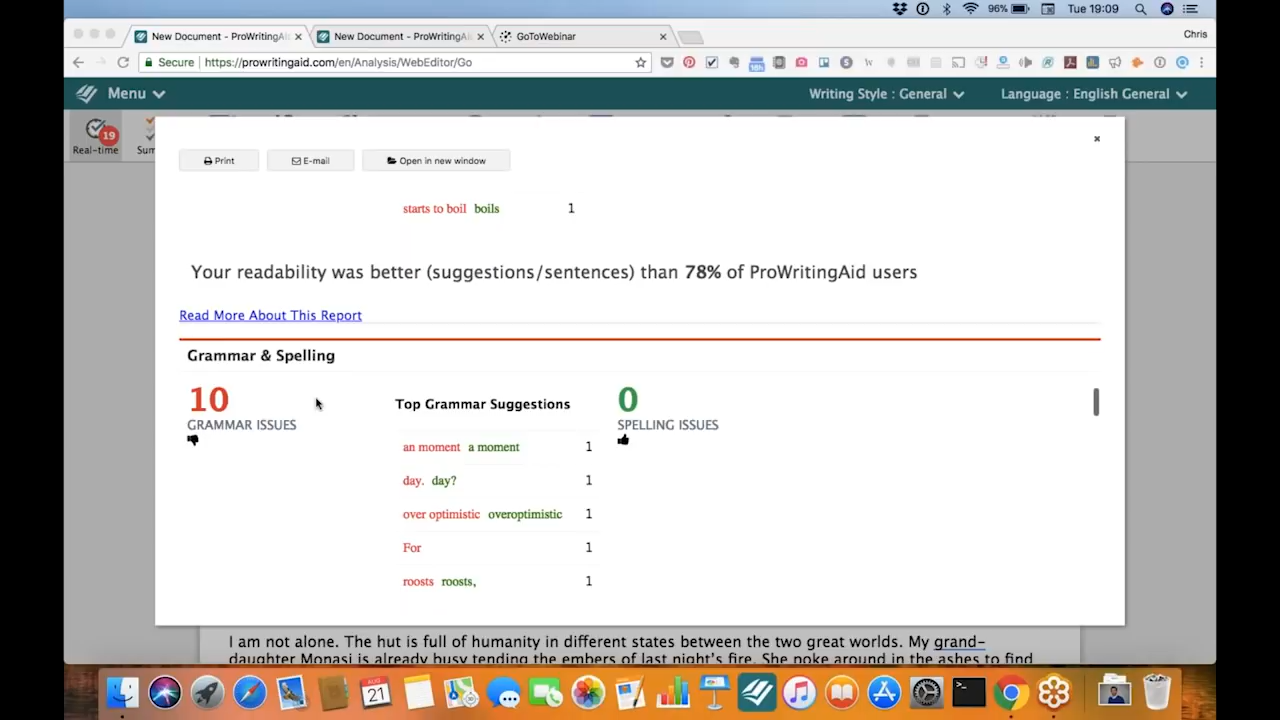 96% Tue 19:09
New Document - ProWritingAi × New Document - ProWritingAi × GoToWebinar × Chris
Secure https://prowritingaid.com/en/Analysis/WebEditor/Go
Menu Writing Style : General Language : English General
19
Real-time Sum
Print E-mail Open in new window ×
starts to boil boils 1
Your readability was better (suggestions/sentences) than 78% of ProWritingAid users
Read More About This Report
Grammar & Spelling
10 Top Grammar Suggestions 0
GRAMMAR ISSUES SPELLING ISSUES
an moment a moment 1
day. day? 1
over optimistic overoptimistic 1
For 1
roosts roosts, 1
I am not alone. The hut is full of humanity in different states between the two great worlds. My grand-
daughter Monasi is already busy tending the embers of last night's fire. She poke around in the ashes to find
AUG
21